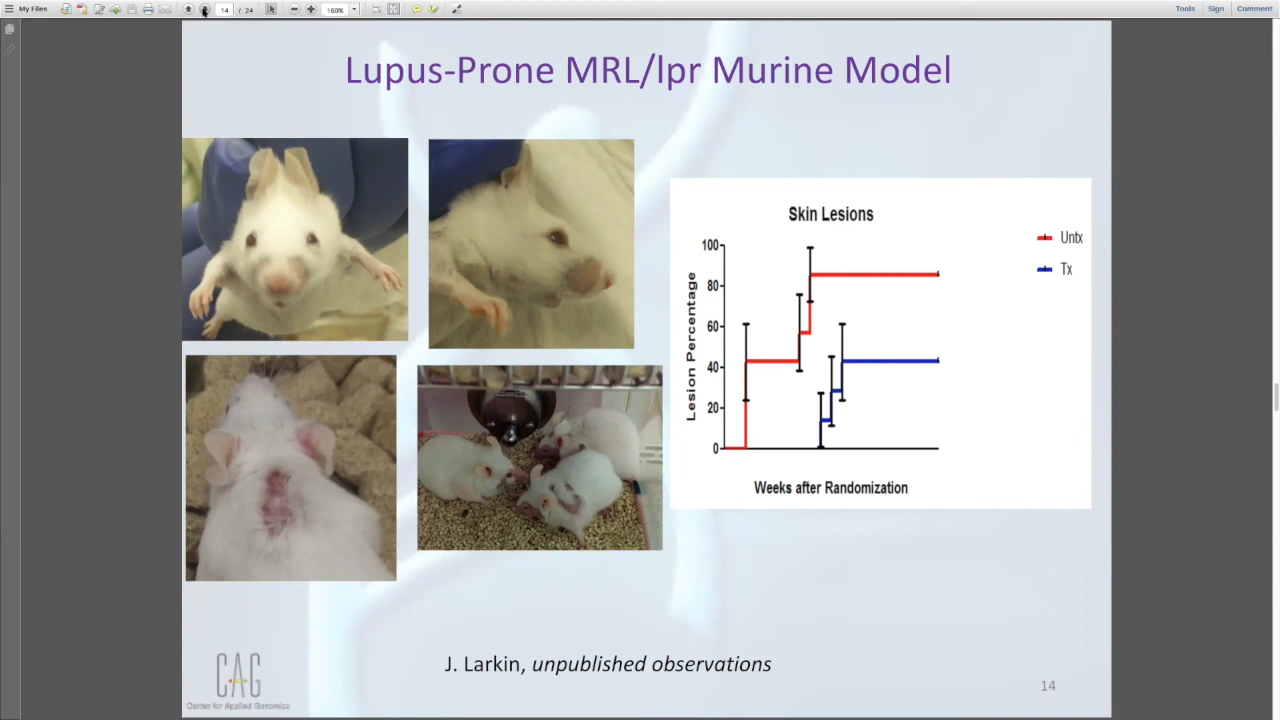 My Files
14 / 24
169%
Tools
Sign
Comment
Lupus-Prone MRL/lpr Murine Model
Skin Lesions
Untx
Tx
Lesion Percentage
100
80
60
40
20
0
Weeks after Randomization
J. Larkin, unpublished observations
CAG
Center for Applied Genomics
14